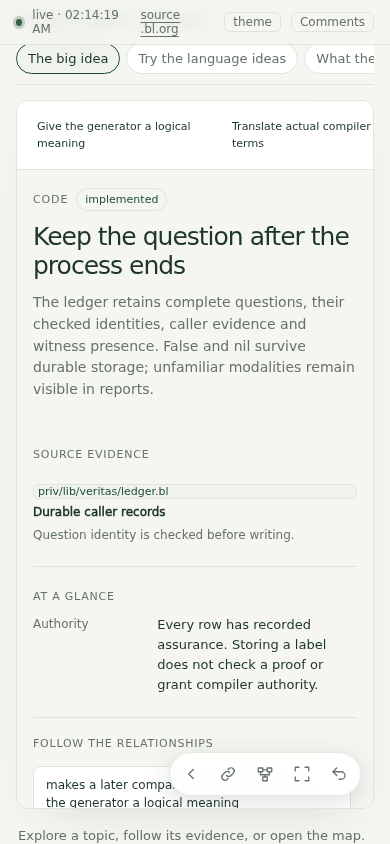 live · 02:14:19 AM
source.bl.org
theme
Comments
The big idea
Try the language ideas
What the
Give the generator a logical meaning
Translate actual compiler terms
CODE implemented
Keep the question after the
process ends
The ledger retains complete questions, their
checked identities, caller evidence and
witness presence. False and nil survive
durable storage; unfamiliar modalities remain
visible in reports.
SOURCE EVIDENCE
priv/lib/veritas/ledger.bl
Durable caller records
Question identity is checked before writing.
AT A GLANCE
Authority
Every row has recorded
assurance. Storing a label
does not check a proof or
grant compiler authority.
FOLLOW THE RELATIONSHIPS
makes a later
the generator a logical meaning
Explore a topic, follow its evidence, or open the map.